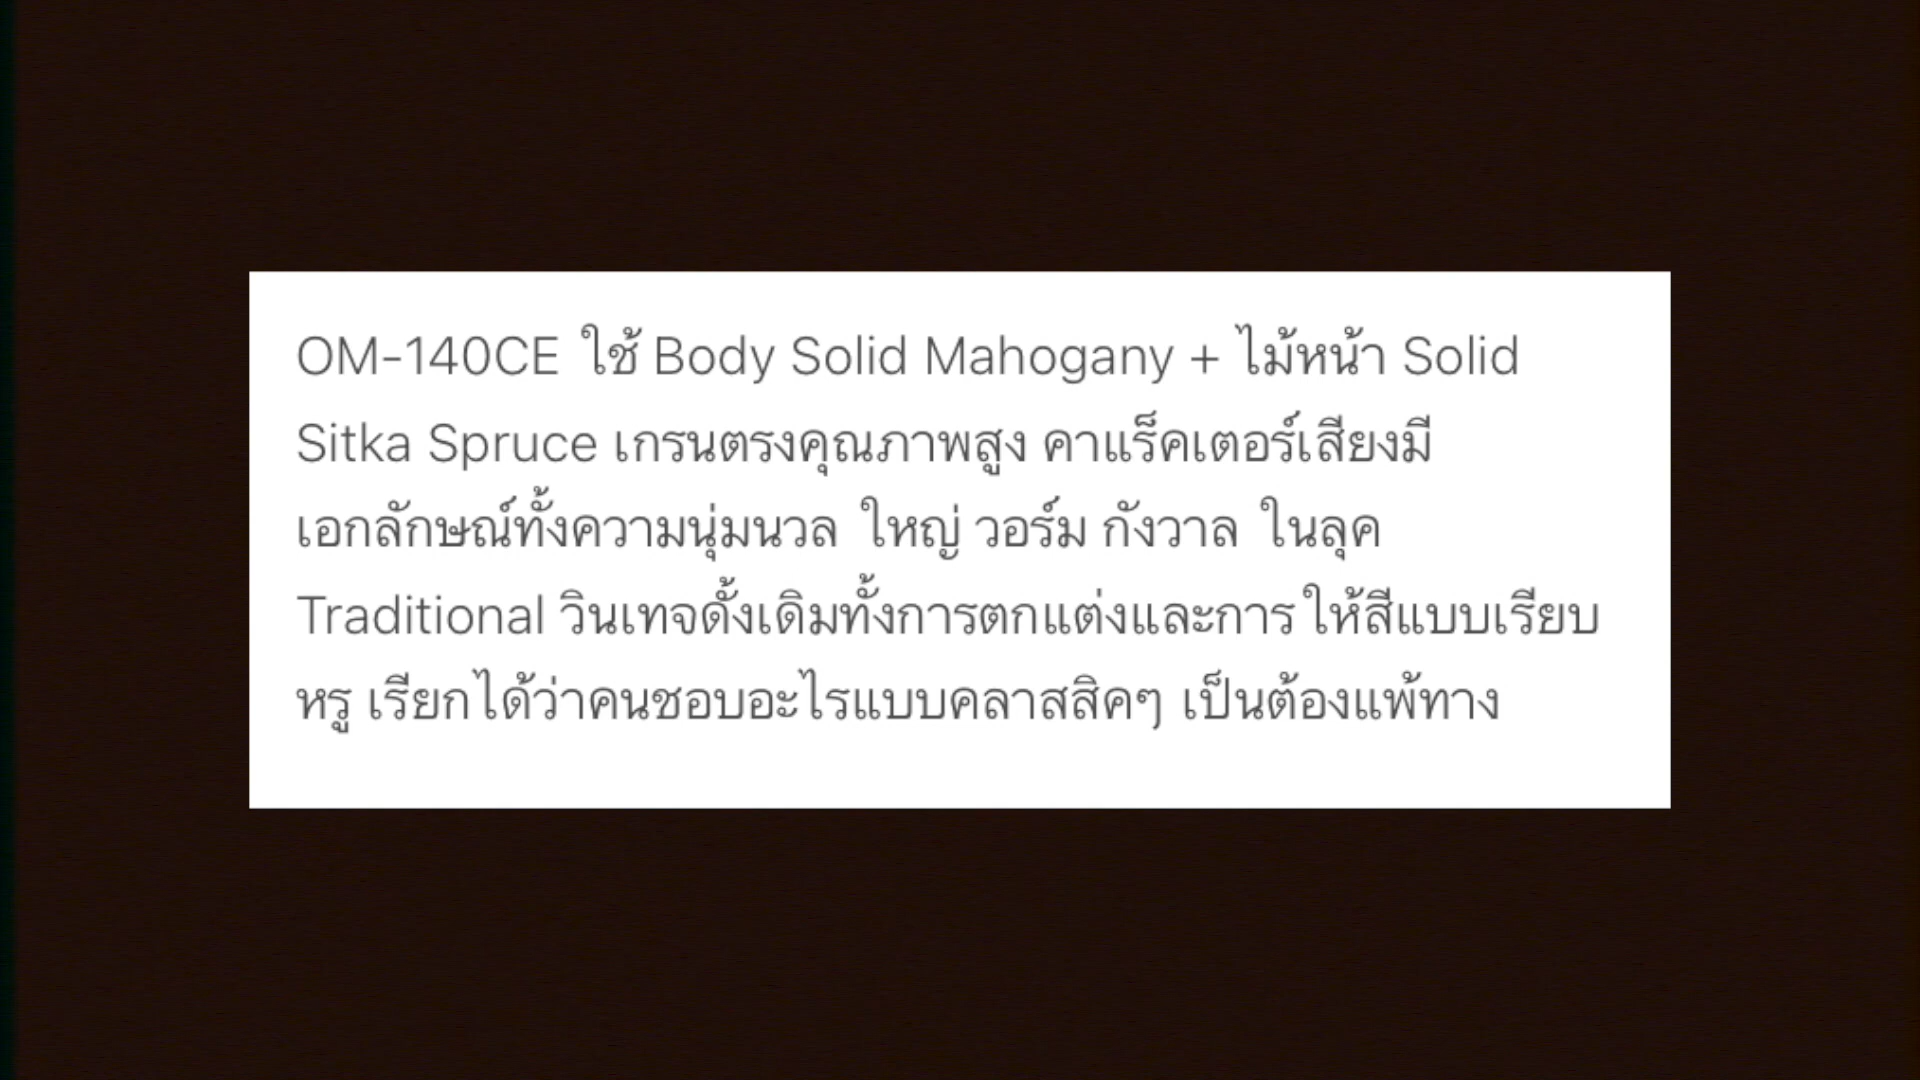 OM-140CE ใช้ Body Solid Mahogany + ไม้หน้า Solid
Sitka Spruce เกรนตรงคุณภาพสูง คาแร็คเตอร์เสียงมี
เอกลักษณ์ทั้งความนุ่มนวล ใหญ่ วอร์ม กังวาล ในลุค
Traditional วินเทจดั้งเดิมทั้งการตกแต่งและการให้สีแบบเรียบ
หรู เรียกได้ว่าคนชอบอะไรแบบคลาสสิคๆ เป็นต้องแพ้ทาง